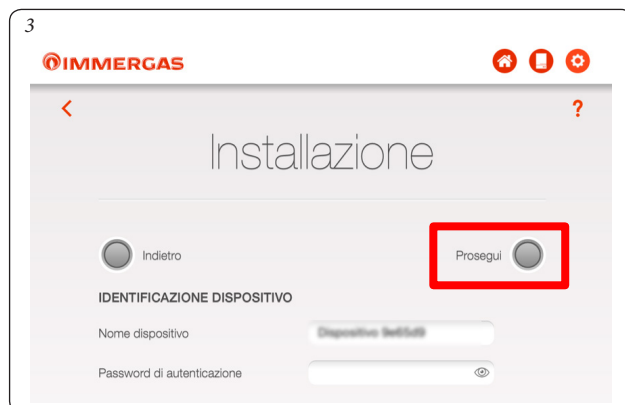 3
IMMERGAS
?
Installazione
Indietro
Prosegui
IDENTIFICAZIONE DISPOSITIVO
Nome dispositivo
Password di autenticazione